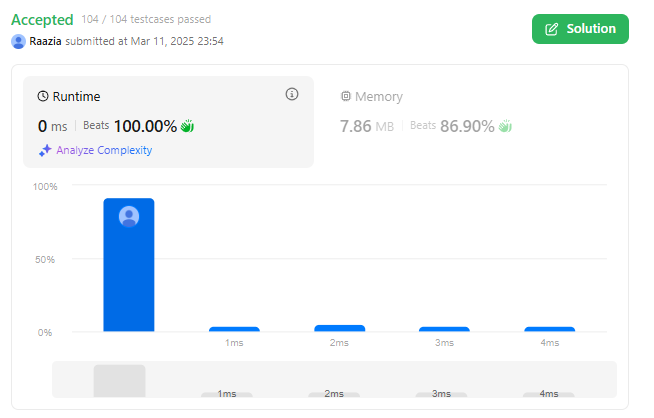 Accepted 104 / 104 testcases passed
Solution
Raazia submitted at Mar 11, 2025 23:54
Runtime
Memory
0 ms Beats 100.00%
7.86 MB Beats 86.90%
Analyze Complexity
100%
50%
0%
1ms 2ms 3ms 4ms
1ms 2ms 3ms 4ms